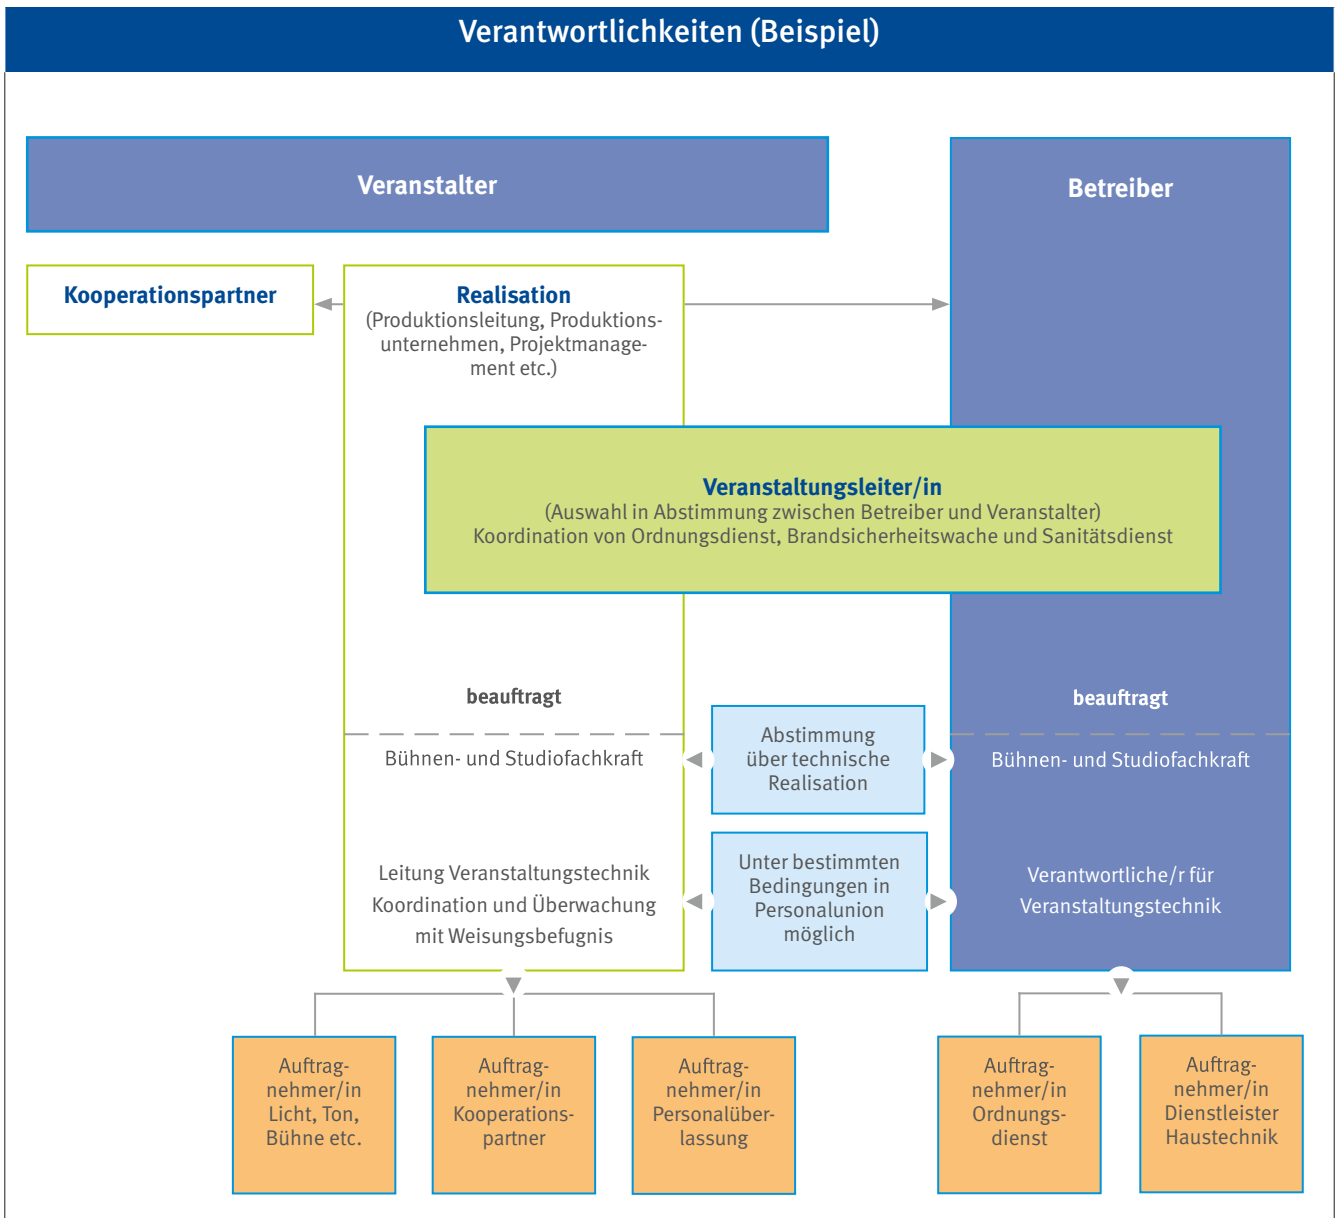 Verantwortlichkeiten (Beispiel)
Veranstalter
Betreiber
Kooperationspartner
Realisation
(Produktionsleitung, Produktions-
unternehmen, Projektmanage-
ment etc.)
Veranstaltungsleiter/in
(Auswahl in Abstimmung zwischen Betreiber und Veranstalter)
Koordination von Ordnungsdienst, Brandsicherheitswache und Sanitätsdienst
beauftragt
beauftragt
Bühnen- und Studiofachkraft
Abstimmung
über technische
Realisation
Bühnen- und Studiofachkraft
Leitung Veranstaltungstechnik
Koordination und Überwachung
mit Weisungsbefugnis
Unter bestimmten
Bedingungen in
Personalunion
möglich
Verantwortliche/r für
Veranstaltungstechnik
Auftrag-
nehmer/in
Licht, Ton,
Bühne etc.
Auftrag-
nehmer/in
Kooperations-
partner
Auftrag-
nehmer/in
Personalüber-
lassung
Auftrag-
nehmer/in
Ordnungs-
dienst
Auftrag-
nehmer/in
Dienstleister
Haustechnik